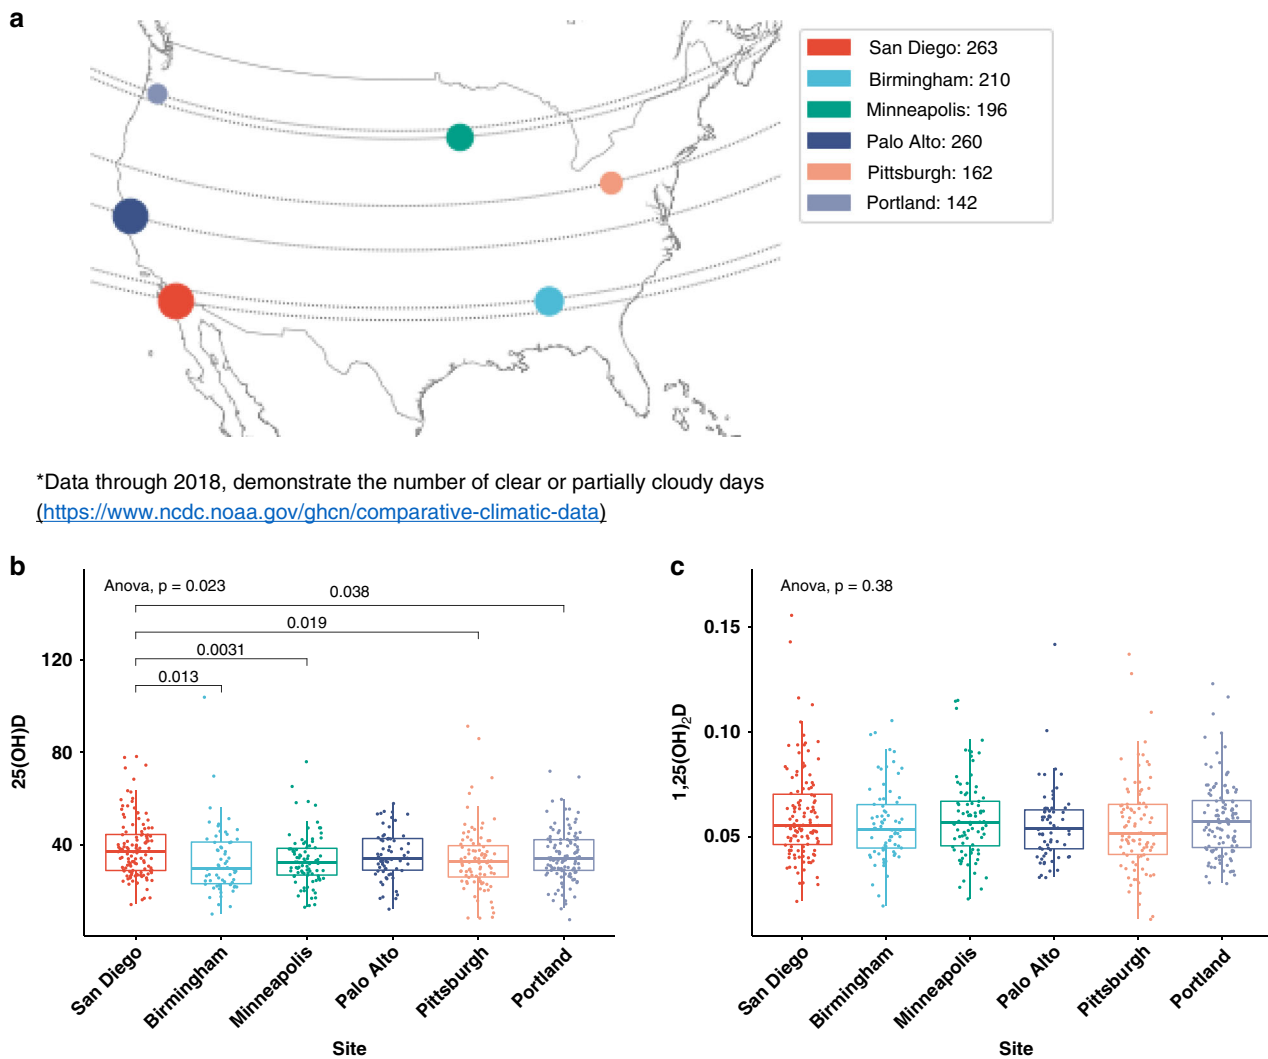 a
San Diego: 263
Birmingham: 210
Minneapolis: 196
Palo Alto: 260
Pittsburgh: 162
Portland: 142
*Data through 2018, demonstrate the number of clear or partially cloudy days
(https://www.ncdc.noaa.gov/ghcn/comparative-climatic-data)
b
Anova, p = 0.023
0.038
0.019
0.0031
0.013
120
80
40
25(OH)D
San Diego
Birmingham
Minneapolis
Palo Alto
Pittsburgh
Portland
Site
c
Anova, p = 0.38
0.15
0.10
0.05
1,25(OH)₂D
San Diego
Birmingham
Minneapolis
Palo Alto
Pittsburgh
Portland
Site